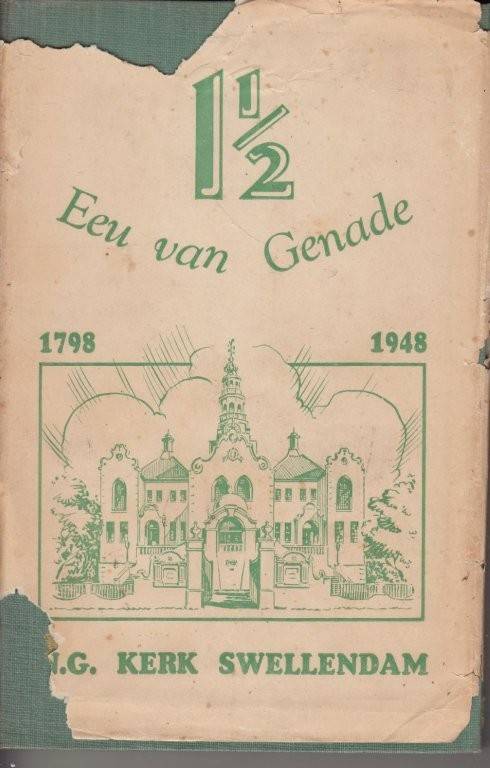 1½
Eeu van Genade
1798 1948
N.G. KERK SWELLENDAM